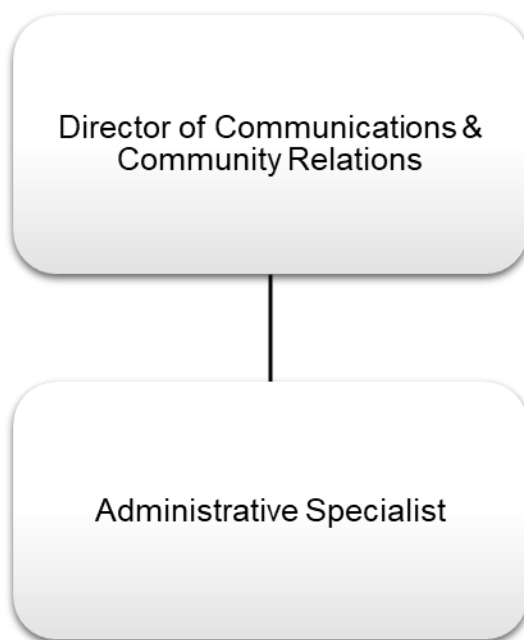 Director of Communications &
Community Relations
Administrative Specialist